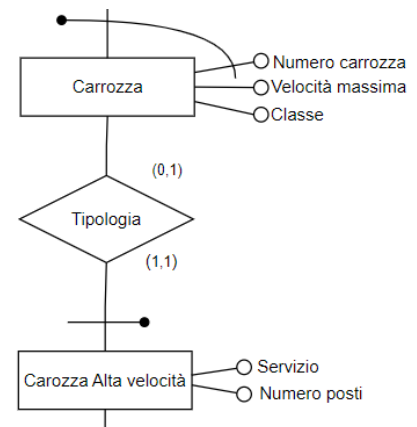 Numero carrozza
Carrozza
Velocità massima
Classe
(0,1)
Tipologia
(1,1)
Servizio
Carozza Alta velocità
Numero posti